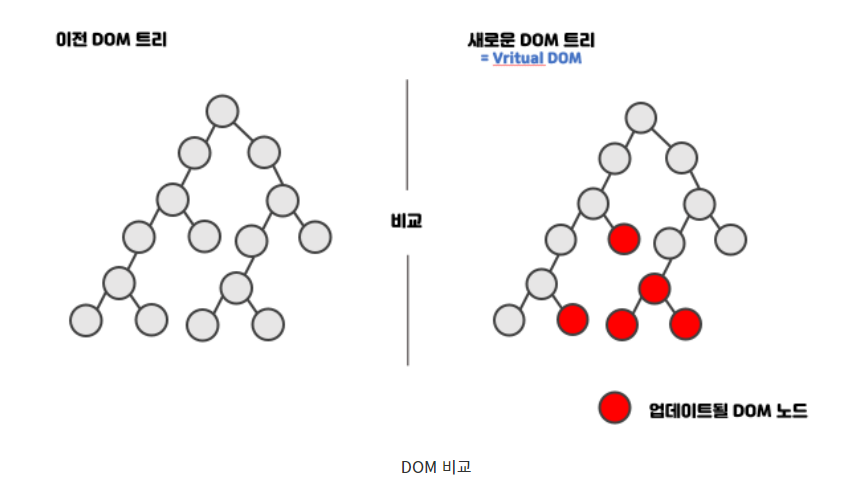 이전 DOM 트리
새로운 DOM 트리
= Vritual DOM
비교
업데이트될 DOM 노드
DOM 비교